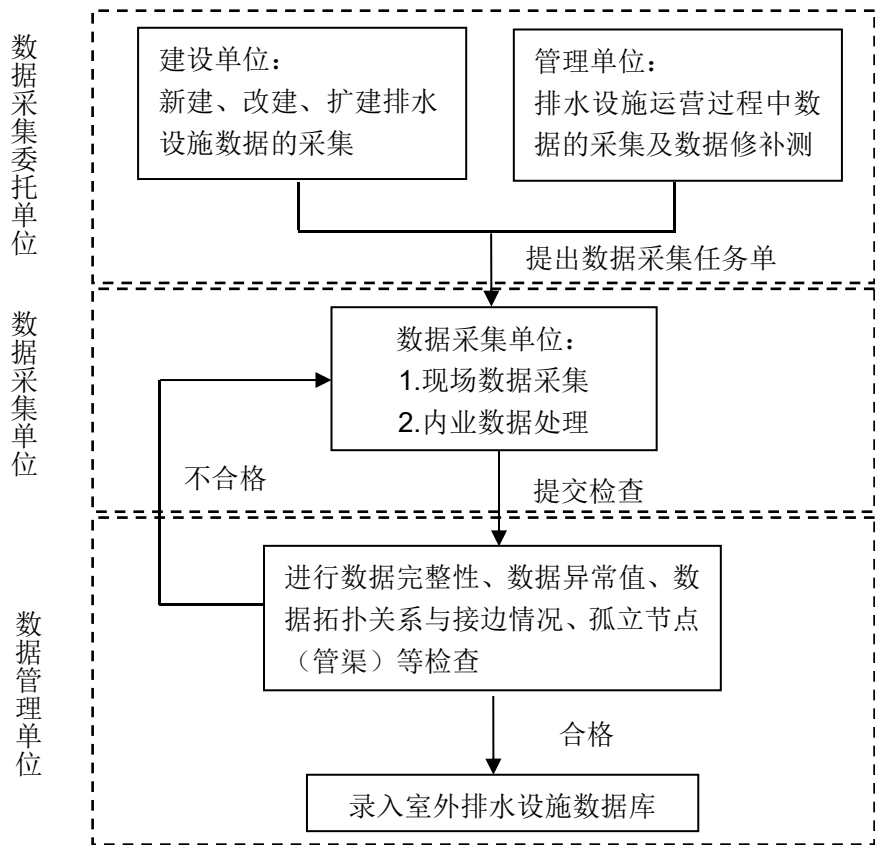 数据采集委托单位
建设单位：
新建、改建、扩建排水
设施数据的采集
管理单位：
排水设施运营过程中数
据的采集及数据修补测
提出数据采集任务单
数据采集单位
数据采集单位：
1.现场数据采集
2.内业数据处理
不合格
提交检查
数据管理单位
进行数据完整性、数据异常值、数
据拓扑关系与接边情况、孤立节点
（管渠）等检查
合格
录入室外排水设施数据库